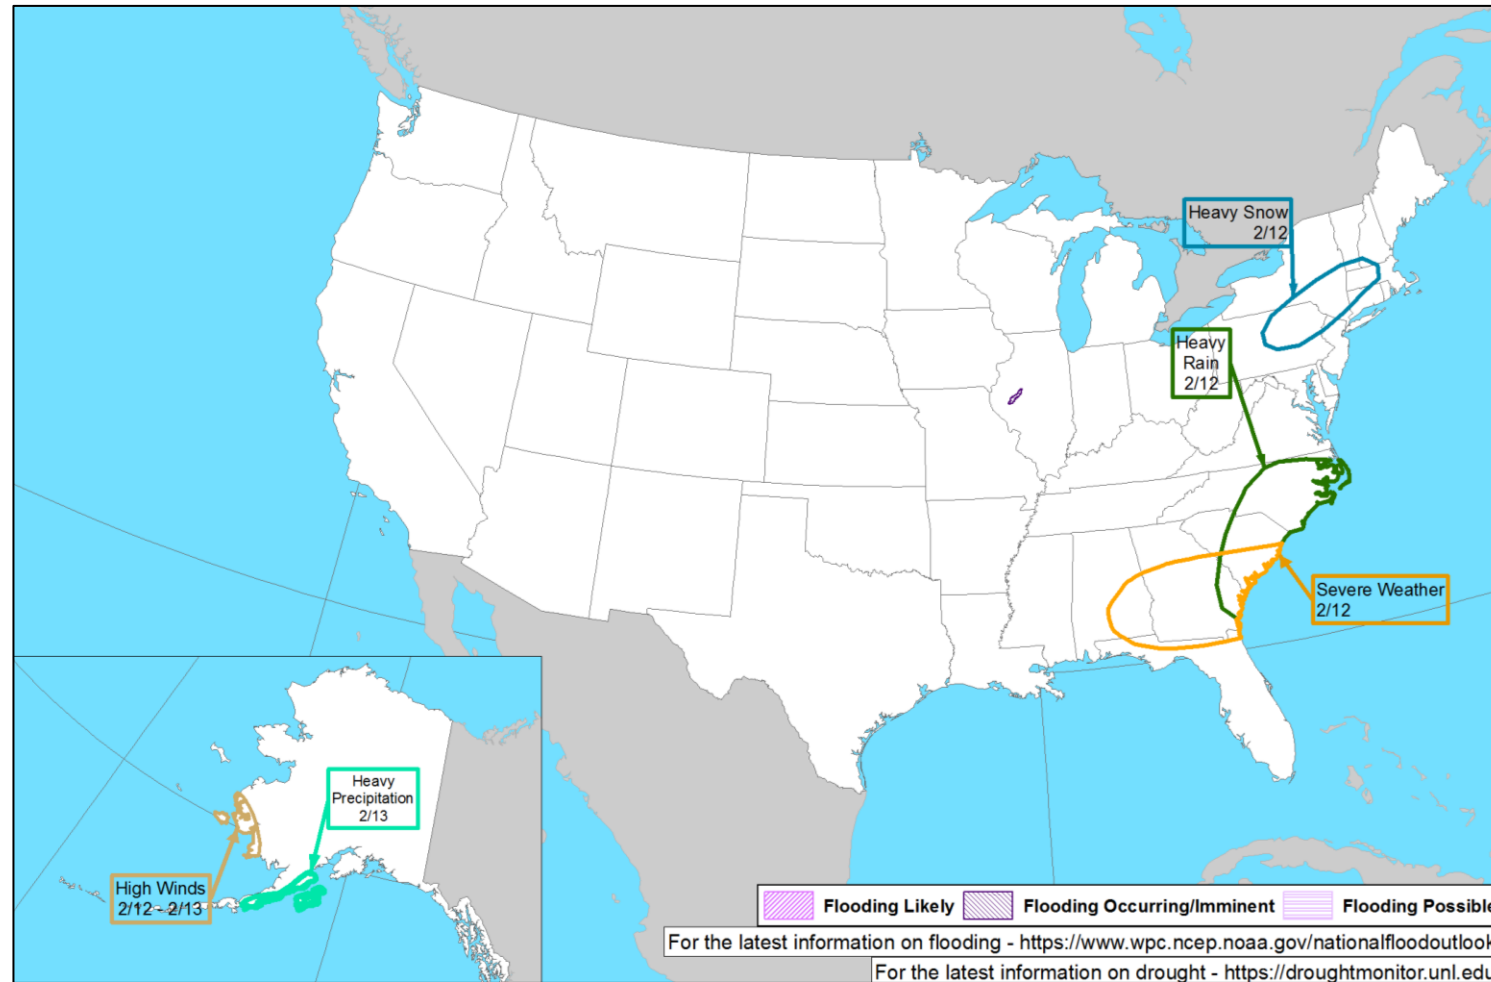 Heavy Snow
2/12
Heavy
Rain
2/12
Severe Weather
2/12
Heavy
Precipitation
2/13
High Winds
2/12 - 2/13
Flooding Likely
Flooding Occurring/Imminent
Flooding Possible
For the latest information on flooding - https://www.wpc.ncep.noaa.gov/nationalfloodoutlook
For the latest information on drought - https://droughtmonitor.unl.edu